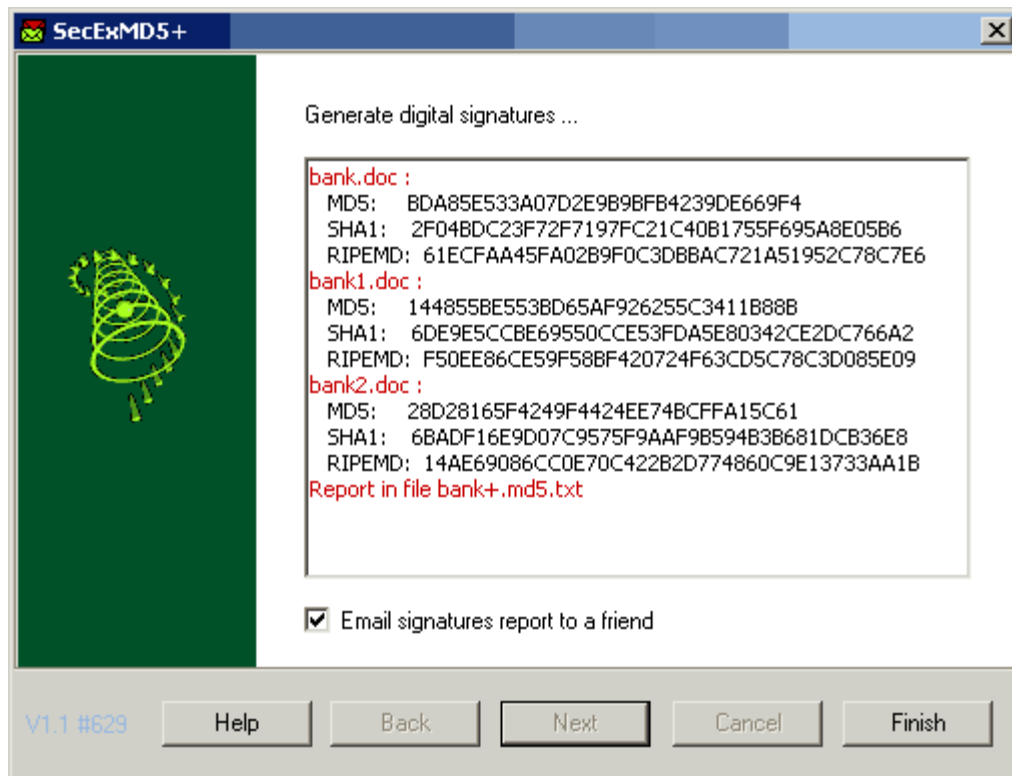 SecExMD5+
Generate digital signatures ...
bank.doc :
MD5: BDA85E533A07D2E9B9BFB4239DE669F4
SHA1: 2F04BDC23F72F7197FC21C40B1755F695A8E05B6
RIPEMD: 61ECFAA45FA02B9F0C3DBBAC721A51952C78C7E6
bank1.doc :
MD5: 144855BE553BD65AF926255C3411B88B
SHA1: 6DE9E5CCBE69550CCE53FDA5E80342CE2DC766A2
RIPEMD: F50EE86CE59F58BF420724F63CD5C78C3D085E09
bank2.doc :
MD5: 28D28165F4249F4424EE74BCFFA15C61
SHA1: 6BADF16E9D07C9575F9AAF9B594B3B681DCB36E8
RIPEMD: 14AE69086CC0E70C422B2D774860C9E13733AA1B
Report in file bank+.md5.txt
Email signatures report to a friend
V1.1 #629 Help Back Next Cancel Finish